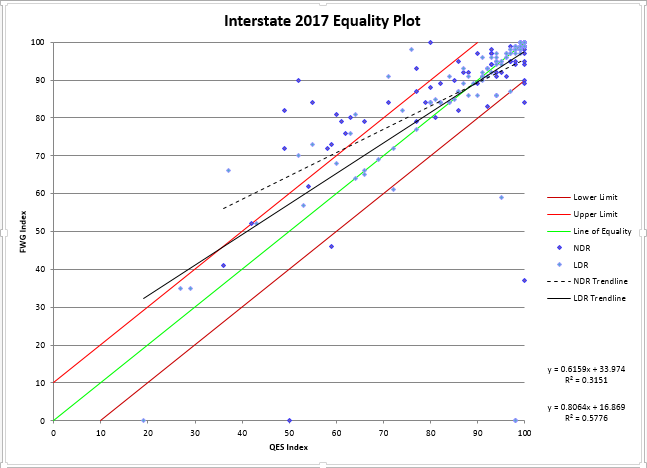 Interstate 2017 Equality Plot
FWG Index
100
90
80
70
60
50
40
30
20
10
0
0 10 20 30 40 50 60 70 80 90 100
QES Index
Lower Limit
Upper Limit
Line of Equality
NDR
LDR
NDR Trendline
LDR Trendline
y = 0.6159x + 33.974
R² = 0.3151
y = 0.8064x + 16.869
R² = 0.5776